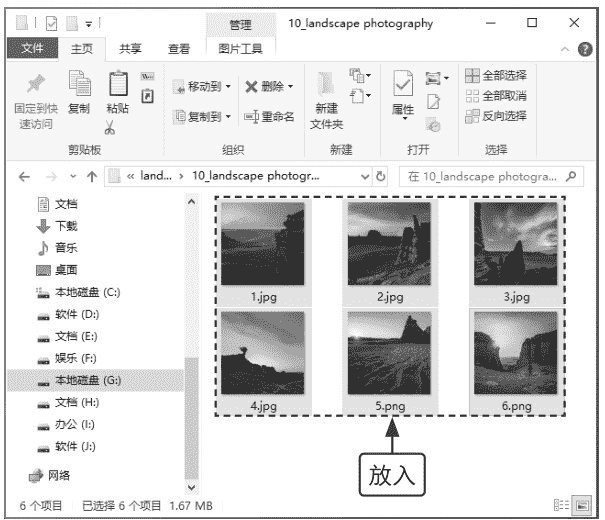 管理
10_landscape photography
文件
主页
共享
查看
图片工具
固定到快
速访问
复制
粘贴
剪贴板
移动到
复制到
删除
重命名
组织
新建
文件夹
新建
属性
打开
全部选择
全部取消
反向选择
选择
« land... › 10_landscape photogr...
在 10_landscape photogra...
文档
下载
音乐
桌面
本地磁盘 (C:)
软件 (D:)
文档 (E:)
娱乐 (F:)
本地磁盘 (G:)
文档 (H:)
办公 (I:)
软件 (J:)
网络
1.jpg
2.jpg
3.jpg
4.jpg
5.png
6.png
放入
6 个项目
已选择 6 个项目 1.67 MB